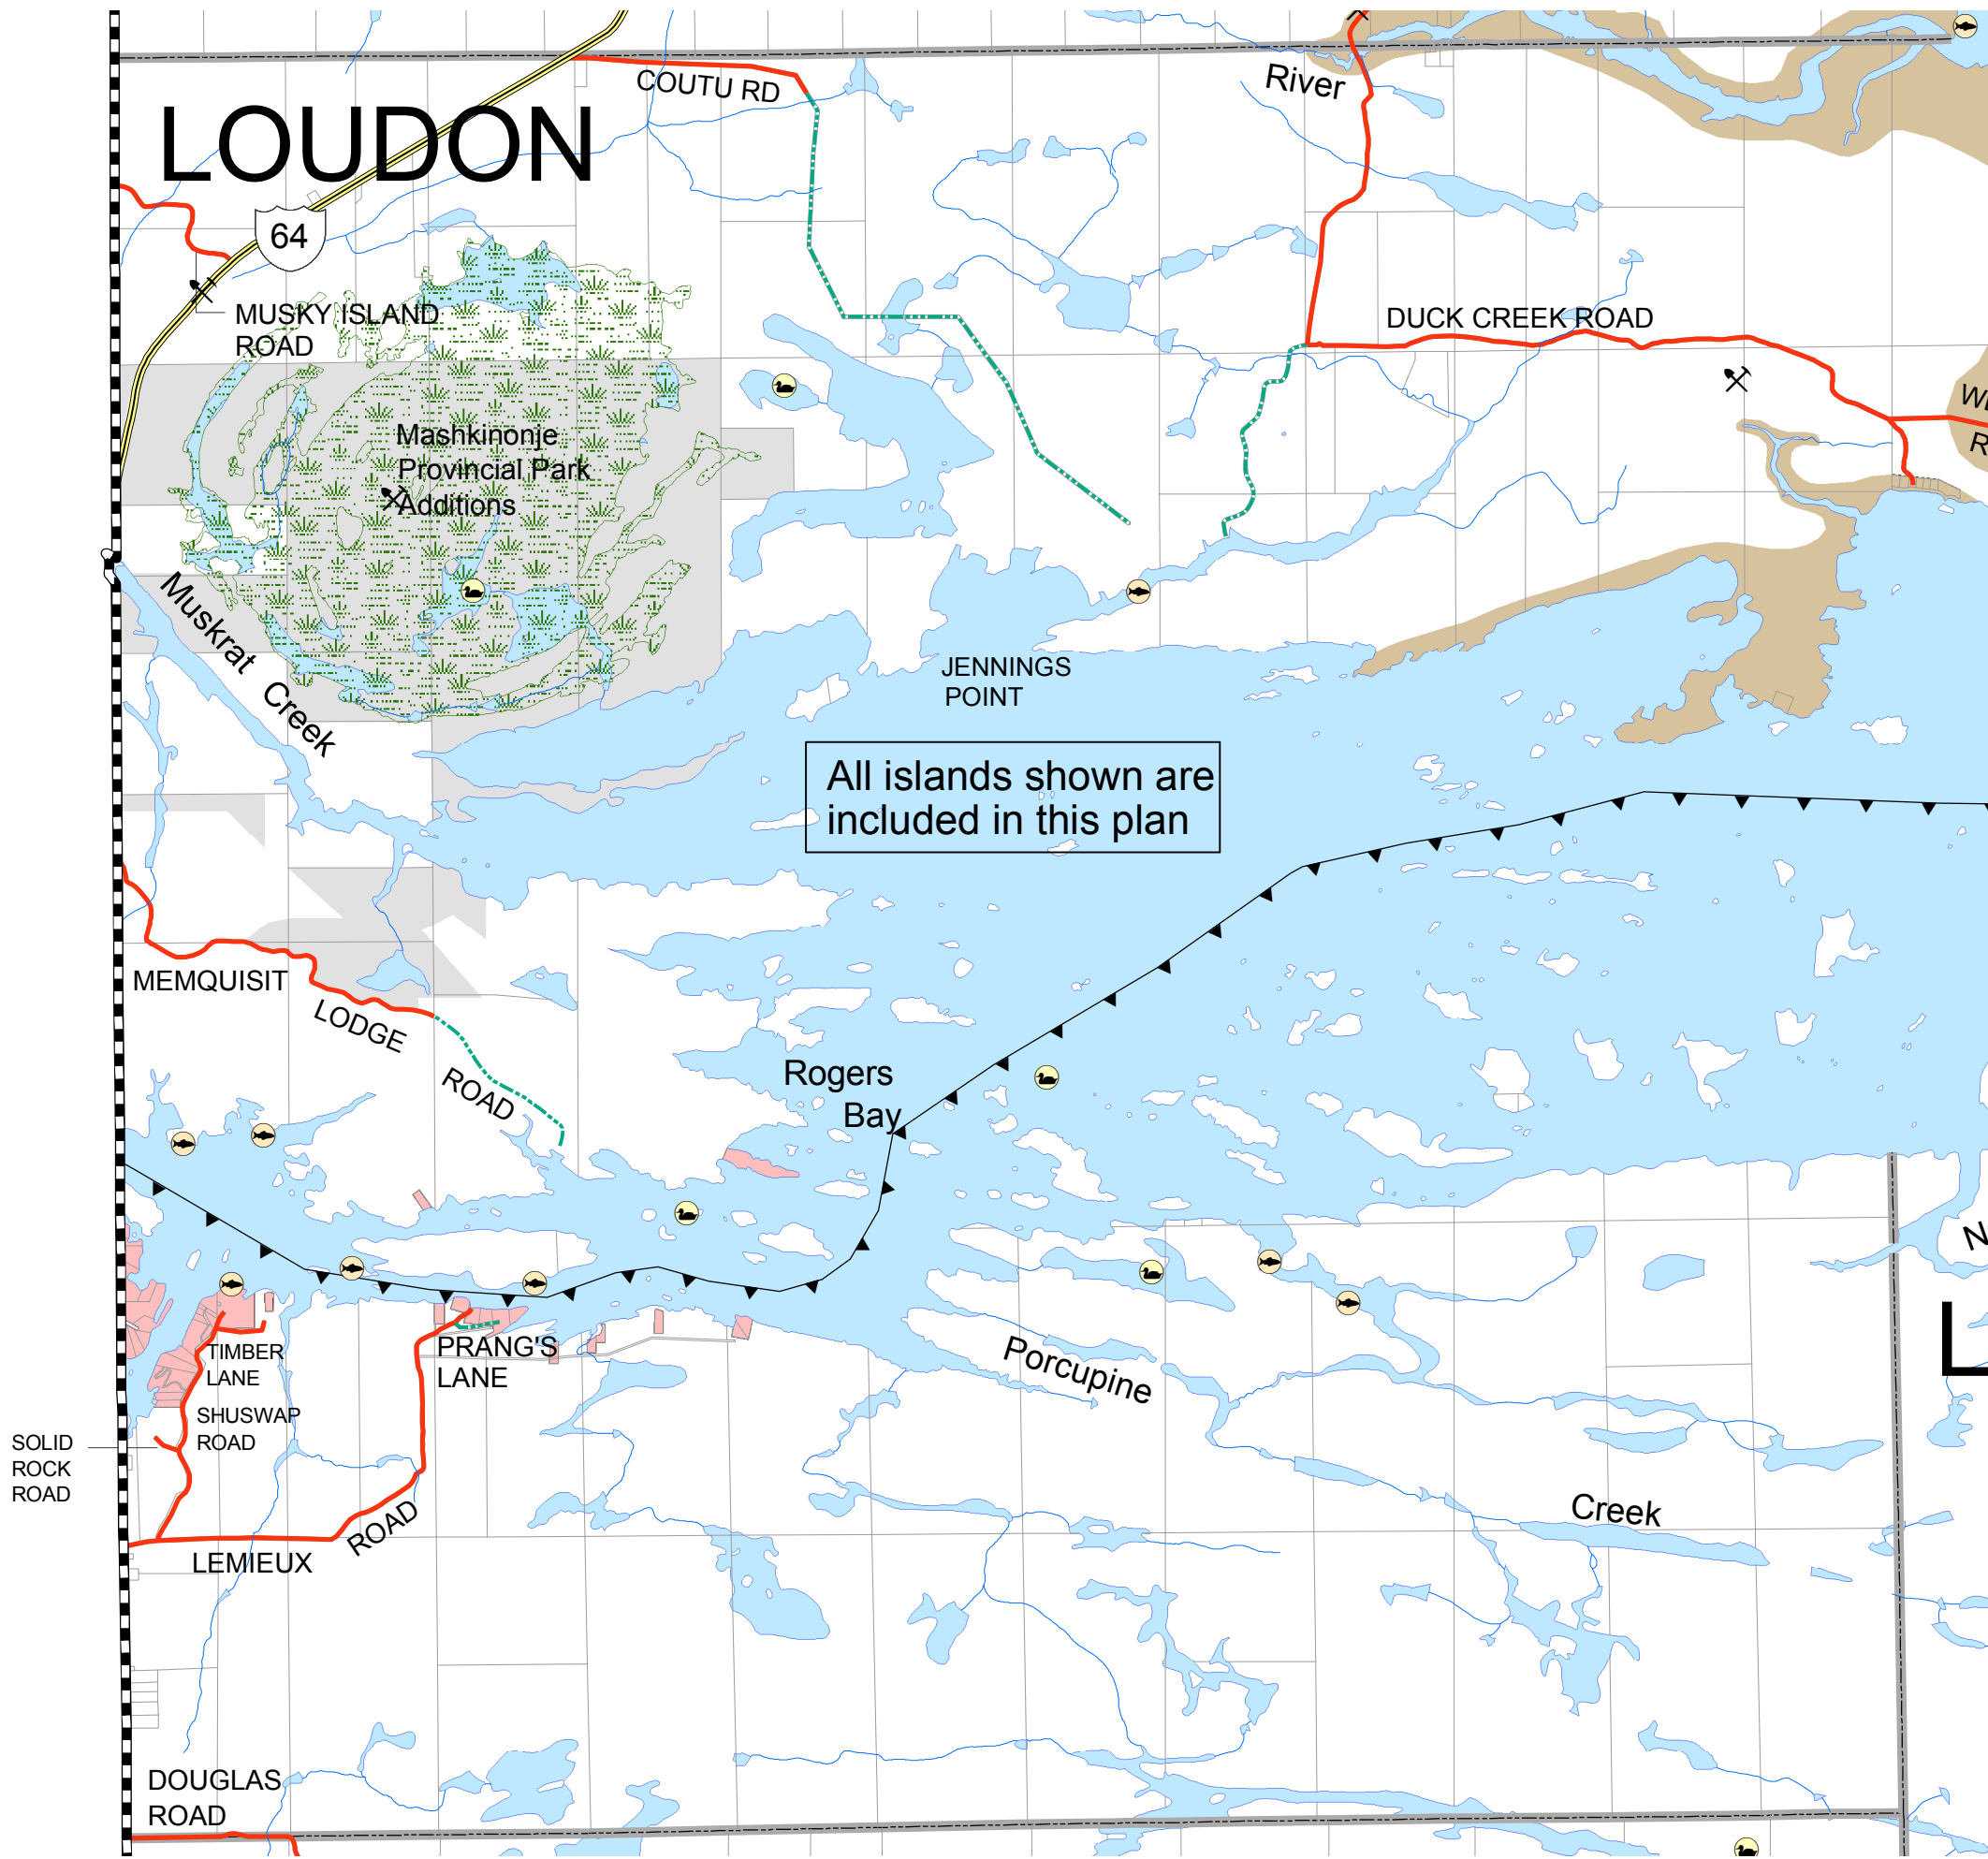 COUTU RD
River
LOUDON
64
MUSKY ISLAND
ROAD
DUCK CREEK ROAD
Mashkinonje
Provincial Park
Additions
Muskrat Creek
JENNINGS
POINT
All islands shown are
included in this plan
MEMQUISIT
LODGE
ROAD
Rogers
Bay
PRANG'S
LANE
TIMBER
LANE
SHUSWAP
ROAD
SOLID
ROCK
ROAD
LEMIEUX
ROAD
Porcupine
Creek
DOUGLAS
ROAD